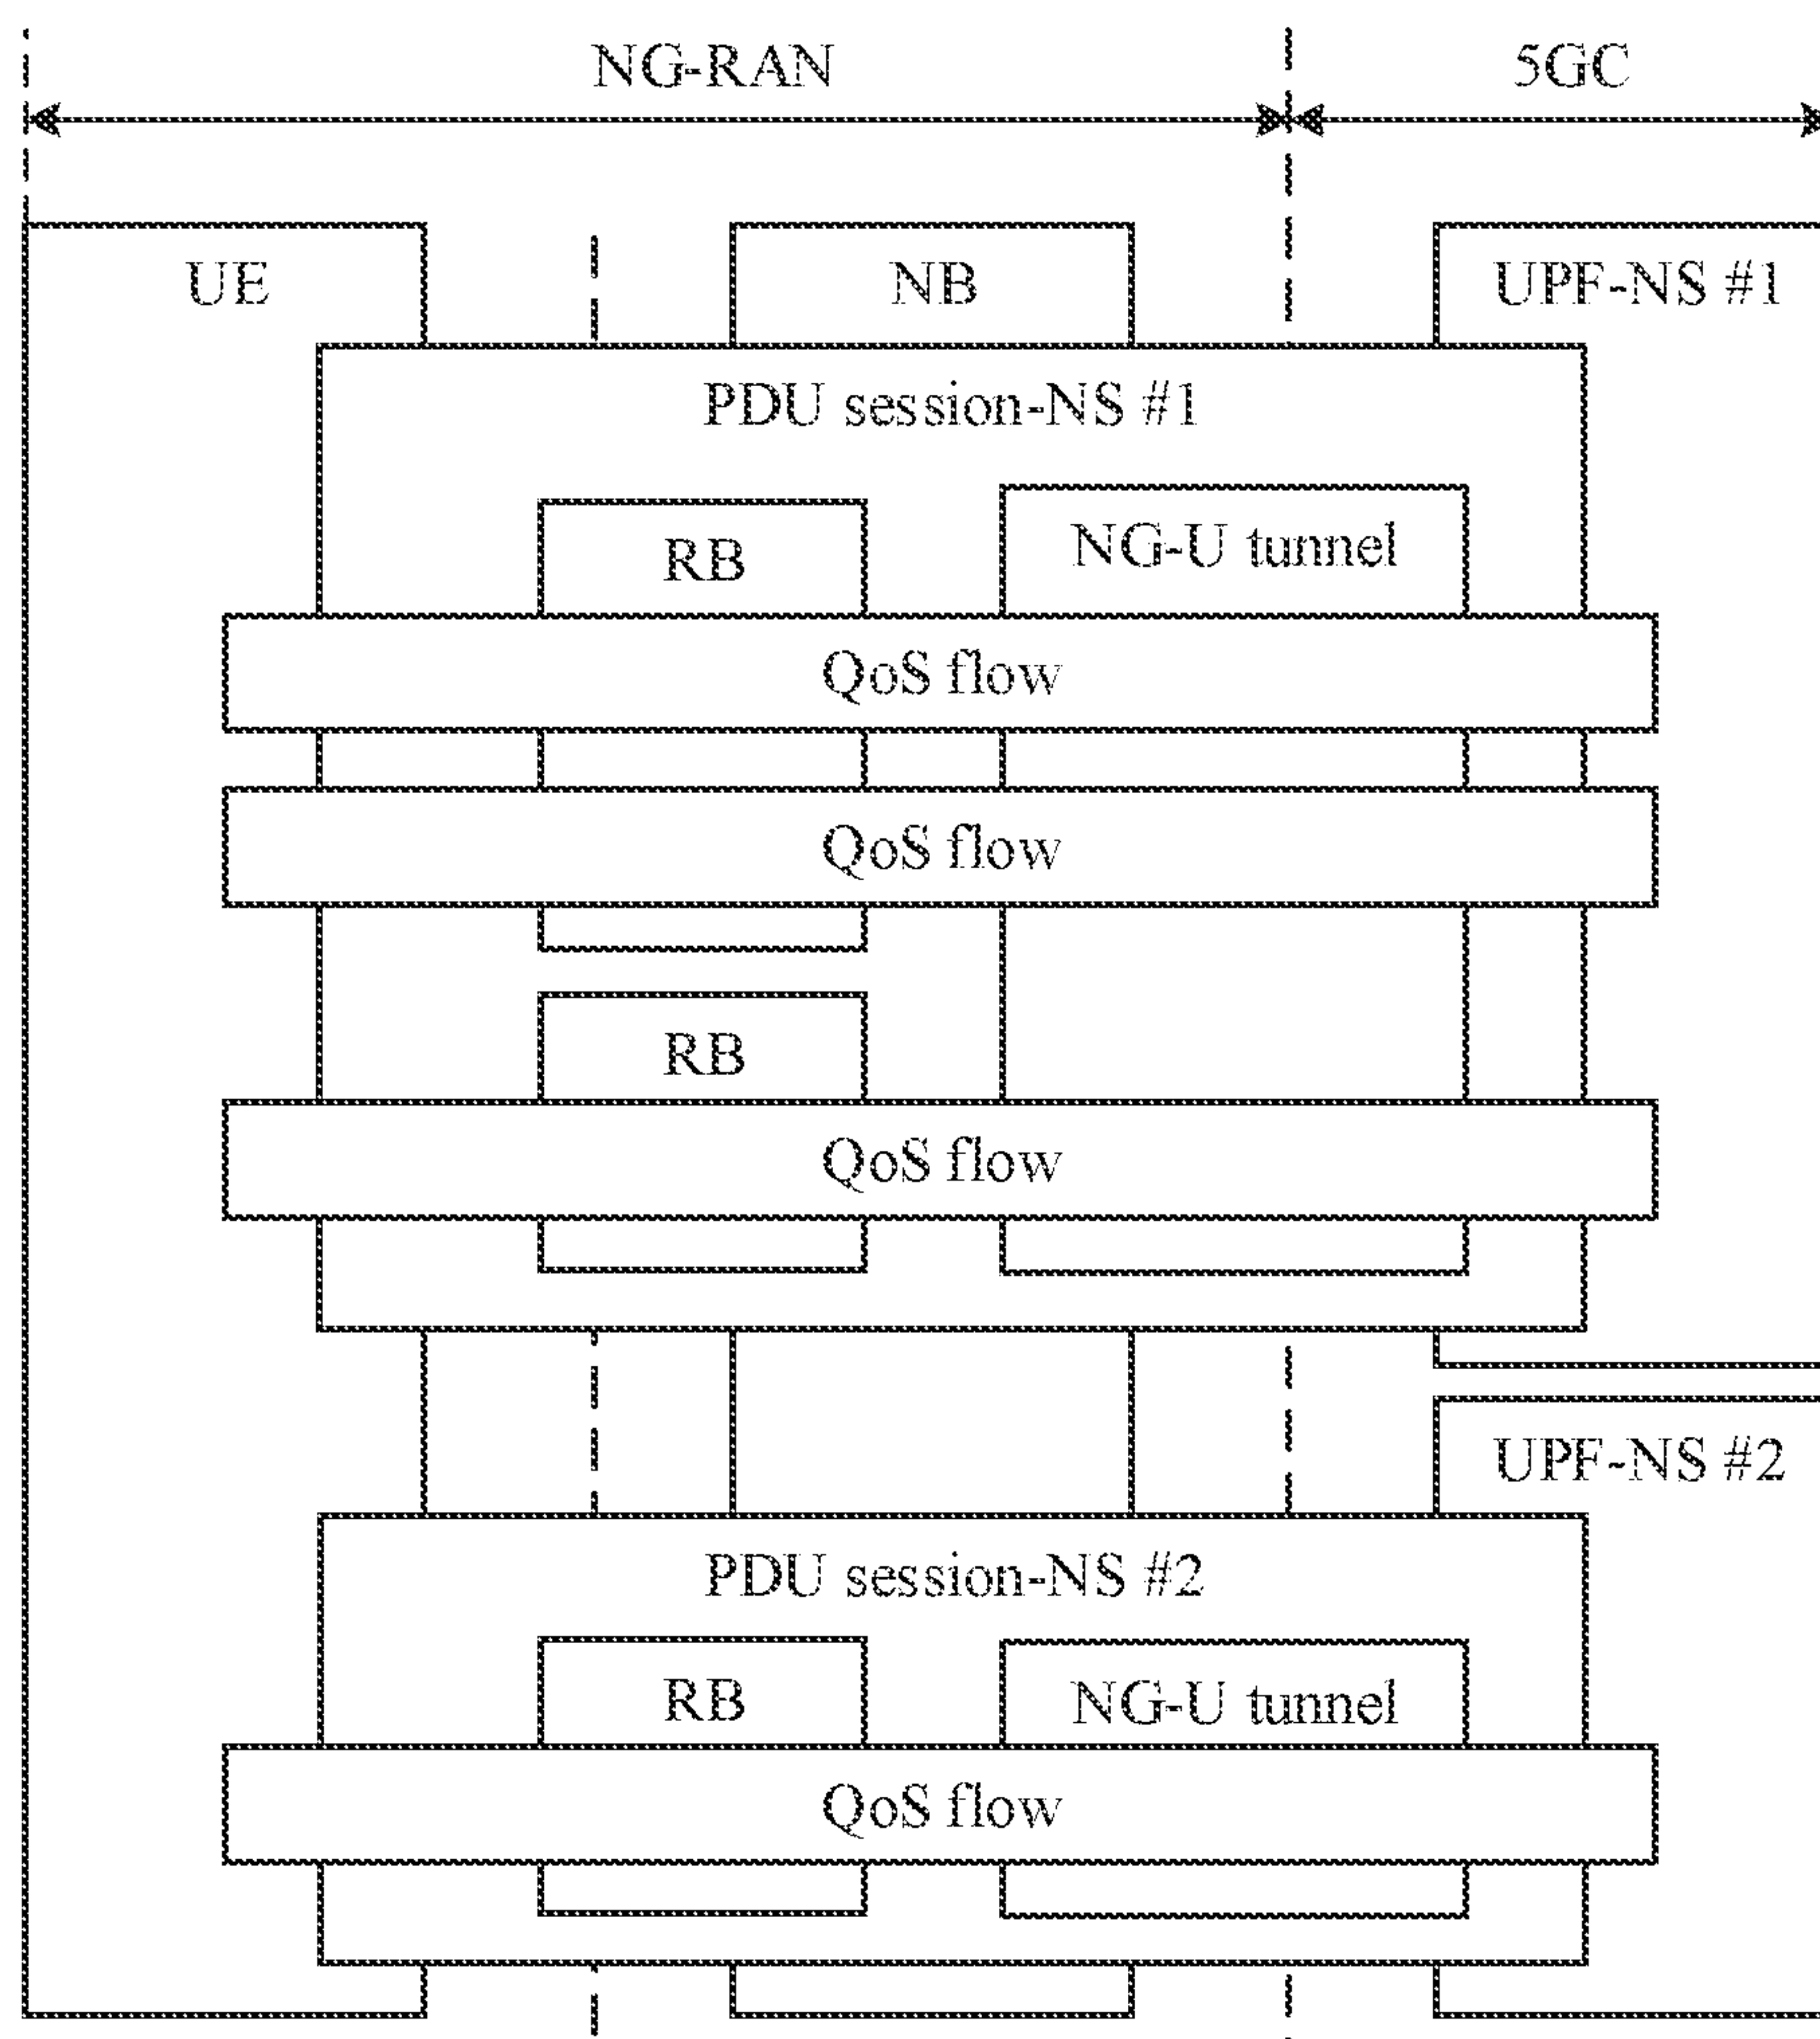 NG-RAN
5GC
UE
NB
UPF-NS #1
PDU session-NS #1
RB
NG-U tunnel
QoS flow
QoS flow
RB
QoS flow
UPF-NS #2
PDU session-NS #2
RB
NG-U tunnel
QoS flow